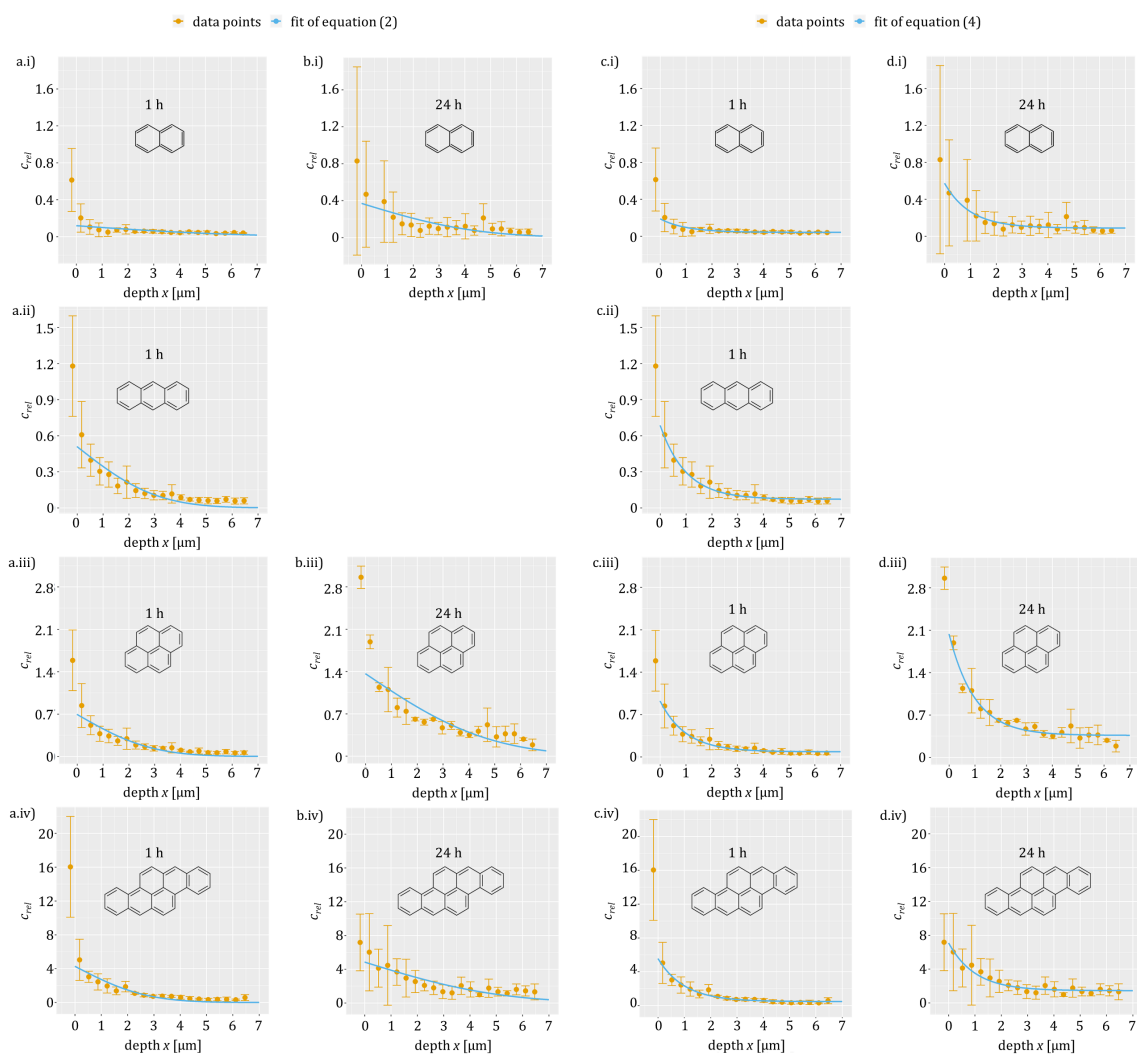 data points fit of equation (2)
data points fit of equation (4)
a.i)
1 h
c_rel
1.6
1.2
0.8
0.4
0
0 1 2 3 4 5 6 7
depth x [µm]
b.i)
24 h
c_rel
1.6
1.2
0.8
0.4
0
0 1 2 3 4 5 6 7
depth x [µm]
c.i)
1 h
c_rel
1.6
1.2
0.8
0.4
0
0 1 2 3 4 5 6 7
depth x [µm]
d.i)
24 h
c_rel
1.6
1.2
0.8
0.4
0
0 1 2 3 4 5 6 7
depth x [µm]
a.ii)
1 h
c_rel
1.5
1.2
0.9
0.6
0.3
0
0 1 2 3 4 5 6 7
depth x [µm]
c.ii)
1 h
c_rel
1.5
1.2
0.9
0.6
0.3
0
0 1 2 3 4 5 6 7
depth x [µm]
a.iii)
1 h
c_rel
2.8
2.1
1.4
0.7
0
0 1 2 3 4 5 6 7
depth x [µm]
b.iii)
24 h
c_rel
2.8
2.1
1.4
0.7
0
0 1 2 3 4 5 6 7
depth x [µm]
c.iii)
1 h
c_rel
2.8
2.1
1.4
0.7
0
0 1 2 3 4 5 6 7
depth x [µm]
d.iii)
24 h
c_rel
2.8
2.1
1.4
0.7
0
0 1 2 3 4 5 6 7
depth x [µm]
a.iv)
1 h
c_rel
20
16
12
8
4
0
0 1 2 3 4 5 6 7
depth x [µm]
b.iv)
24 h
c_rel
20
16
12
8
4
0
0 1 2 3 4 5 6 7
depth x [µm]
c.iv)
1 h
c_rel
20
16
12
8
4
0
0 1 2 3 4 5 6 7
depth x [µm]
d.iv)
24 h
c_rel
20
16
12
8
4
0
0 1 2 3 4 5 6 7
depth x [µm]